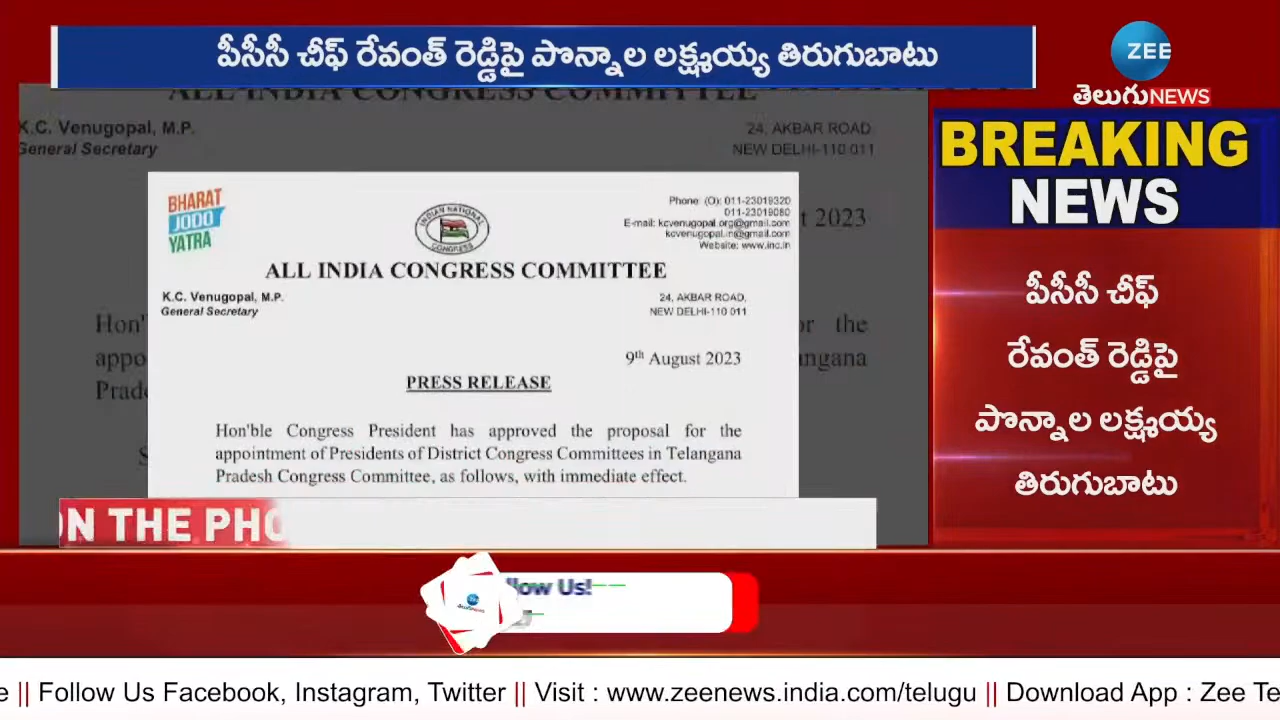 పీసీసీ చీఫ్ రేవంత్ రెడ్డిపై పొన్నాల లక్ష్మయ్య తిరుగుబాటు
ZEE
తెలుగు NEWS
BREAKING
NEWS
పీసీసీ చీఫ్
రేవంత్ రెడ్డిపై
పొన్నాల లక్ష్మయ్య
తిరుగుబాటు
ALL INDIA CONGRESS COMMITTEE
K.C. Venugopal, M.P.
General Secretary
24, AKBAR ROAD
NEW DELHI-110 011
2023
the
BHARAT
JODO
YATRA
INDIAN NATIONAL
CONGRESS
Phone: (O): 011-23019320
011-23019080
E-mail: kcvenugopal.org@gmail.com
kcvenugopal.in@gmail.com
Website: www.inc.in
ALL INDIA CONGRESS COMMITTEE
K.C. Venugopal, M.P.
General Secretary
24, AKBAR ROAD,
NEW DELHI-110 011
9th August 2023
PRESS RELEASE
Hon'ble Congress President has approved the proposal for the
appointment of Presidents of District Congress Committees in Telangana
Pradesh Congress Committee, as follows, with immediate effect.
THE
Us!
|| Follow Us Facebook, Instagram, Twitter || Visit : www.zeenews.india.com/telugu || Download App : Zee